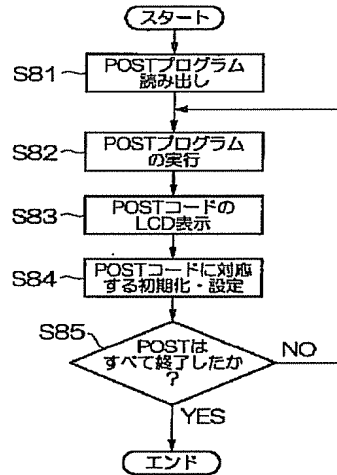 スタート
S81
POSTプログラム
読み出し
S82
POSTプログラム
の実行
S83
POSTコードの
LCD表示
S84
POSTコードに対応
する初期化・設定
S85
POSTは
すべて終了したか
?
NO
YES
エンド